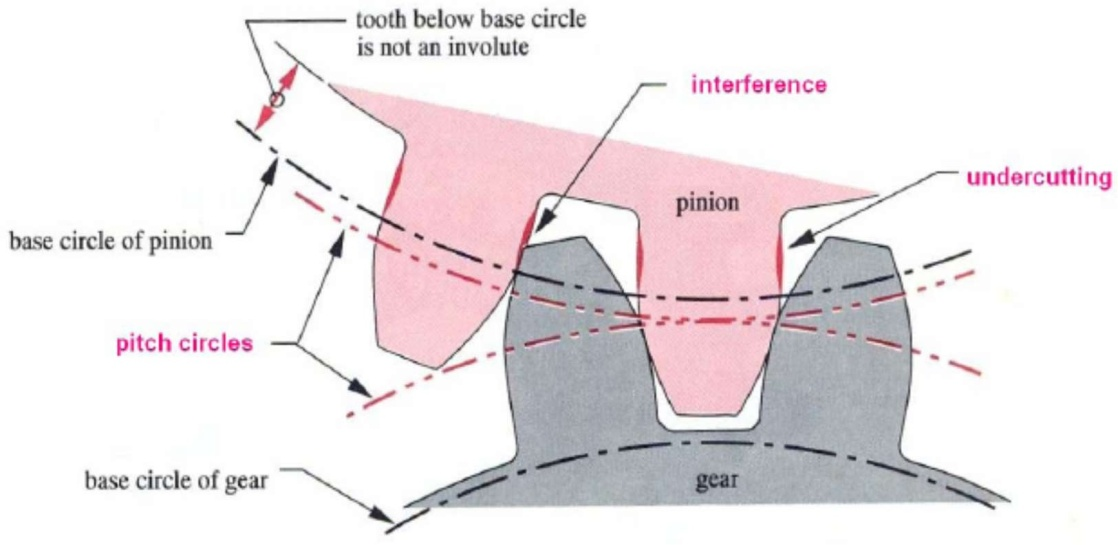 tooth below base circle
is not an involute
interference
undercutting
pinion
base circle of pinion
pitch circles
base circle of gear
gear